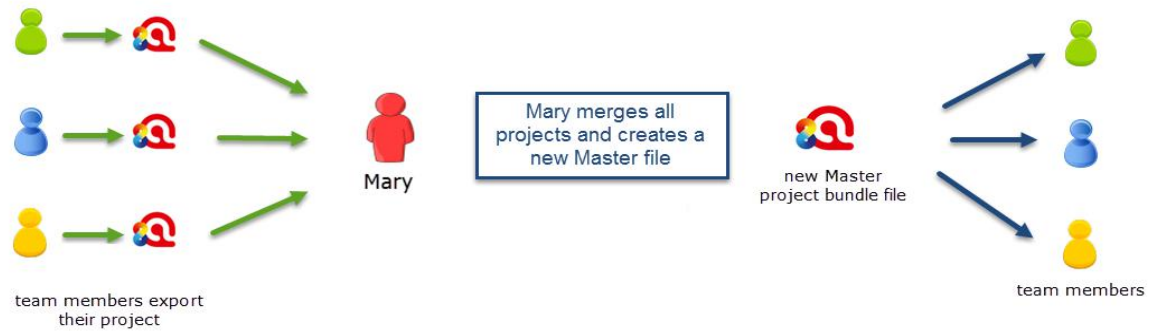 Mary merges all
projects and creates a
new Master file
Mary
new Master
project bundle file
team members export
their project
team members